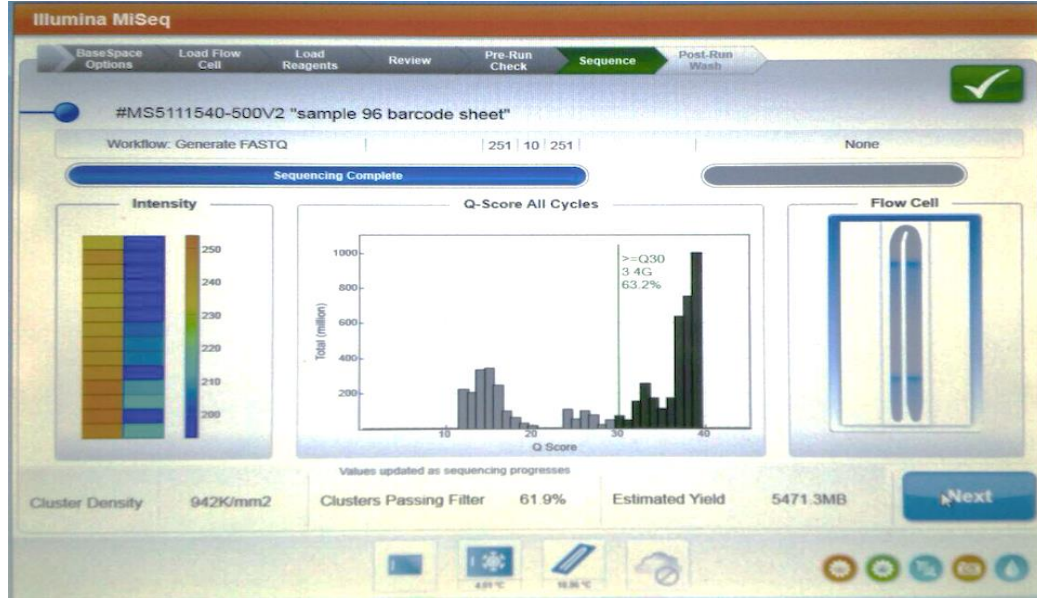 Illumina MiSeq
BaseSpace Options
Load Flow Cell
Load Reagents
Review
Pre-Run Check
Sequence
Post-Run Wash
#MS5111540-500V2 "sample 96 barcode sheet"
Workflow: Generate FASTQ 251 | 10 | 251 None
Sequencing Complete
Intensity
250
240
230
220
210
200
Q-Score All Cycles
Total (million)
1000
800
600
400
200
>=Q30
3.4G
63.2%
10 20 30 40
Q Score
Flow Cell
Values updated as sequencing progresses
Cluster Density 942K/mm2 Clusters Passing Filter 61.9% Estimated Yield 5471.3MB
Next